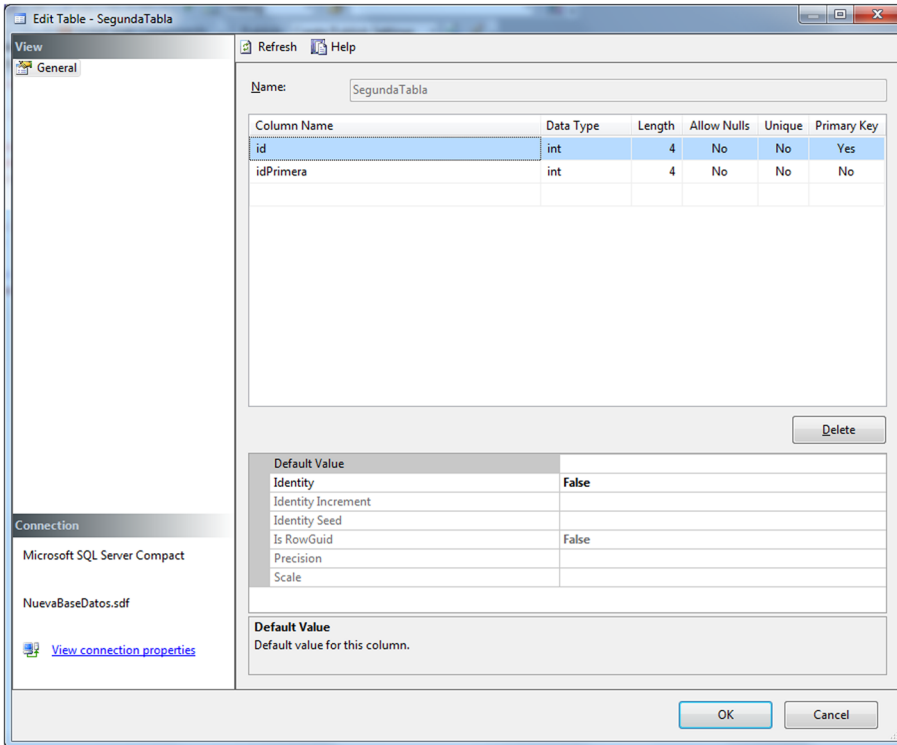 Edit Table - SegundaTabla
View
General
Refresh Help
Name: SegundaTabla
Column Name Data Type Length Allow Nulls Unique Primary Key
id int 4 No No Yes
idPrimera int 4 No No No
Delete
Default Value
Identity False
Identity Increment
Identity Seed
Is RowGuid False
Precision
Scale
Default Value
Default value for this column.
Connection
Microsoft SQL Server Compact
NuevaBaseDatos.sdf
View connection properties
OK Cancel